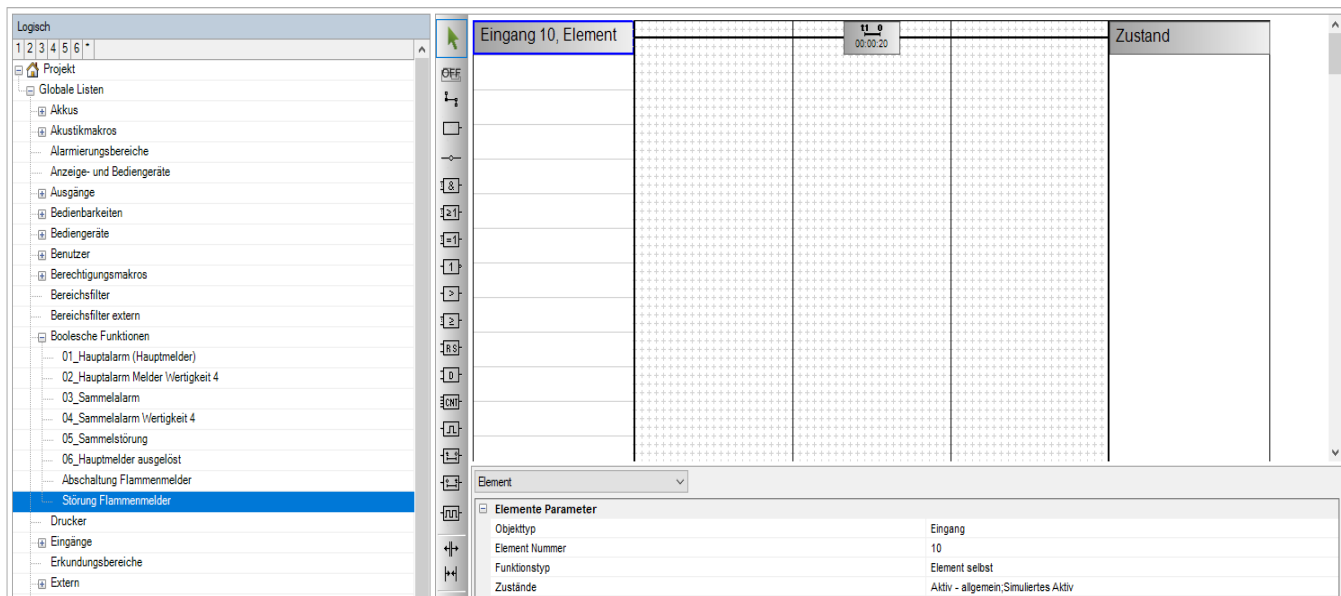 Logisch
1 2 3 4 5 6 *
Projekt
Globale Listen
Akkus
Akustikmakros
Alarmierungsbereiche
Anzeige- und Bediengeräte
Ausgänge
Bedienbarkeiten
Bediengeräte
Benutzer
Berechtigungsmakros
Bereichsfilter
Bereichsfilter extern
Boolesche Funktionen
01_Hauptalarm (Hauptmelder)
02_Hauptalarm Melder Wertigkeit 4
03_Sammelalarm
04_Sammelalarm Wertigkeit 4
05_Sammelstörung
06_Hauptmelder ausgelöst
Abschaltung Flammenmelder
Störung Flammenmelder
Drucker
Eingänge
Erkundungsbereiche
Extern
OFF
&
≥1
=1
1
>
≥
RS
D
CNT
Eingang 10, Element
t1 0
00:00:20
Zustand
Element
Elemente Parameter
Objekttyp Eingang
Element Nummer 10
Funktionstyp Element selbst
Zustände Aktiv - allgemein;Simuliertes Aktiv